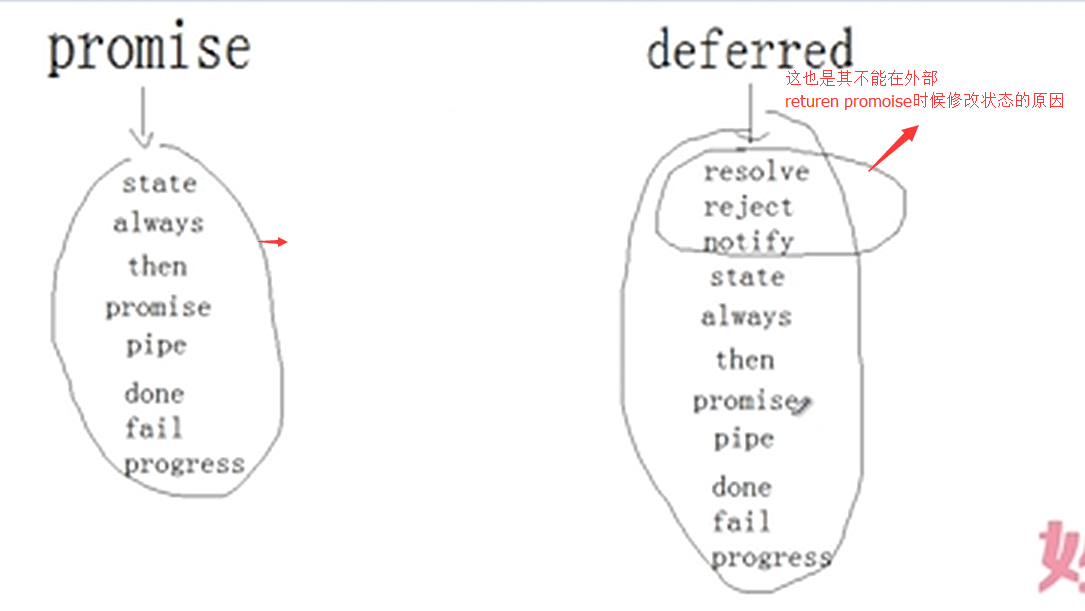 promise
state
always
then
promise
pipe
done
fail
progress
deferred
这也是其不能在外部
returen promoise时候修改状态的原因
resolve
reject
notify
state
always
then
promise
pipe
done
fail
progress